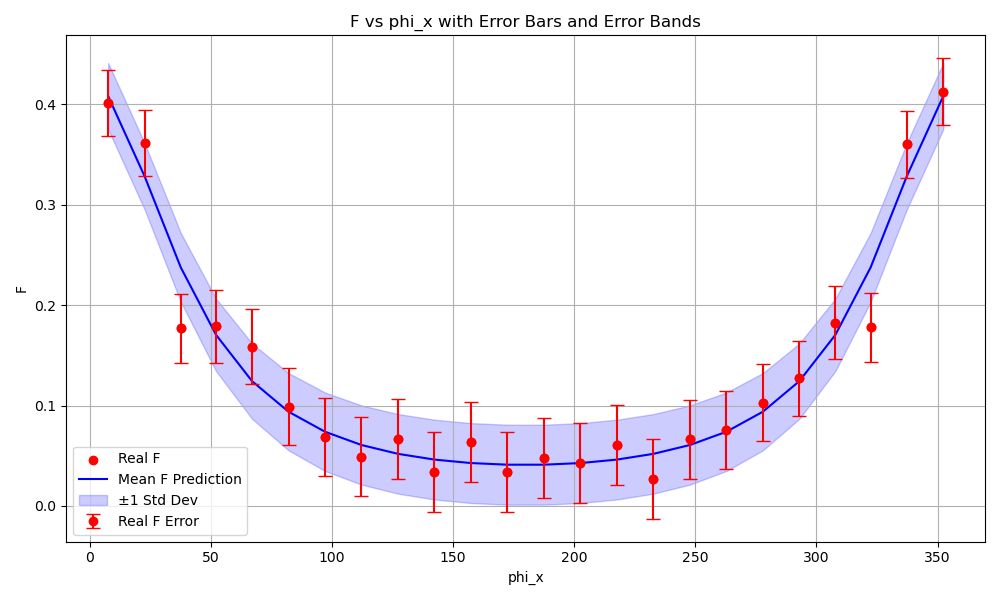 F vs phi_x with Error Bars and Error Bands
F
0.4
0.3
0.2
0.1
0.0
Real F
Mean F Prediction
±1 Std Dev
Real F Error
0 50 100 150 200 250 300 350
phi_x